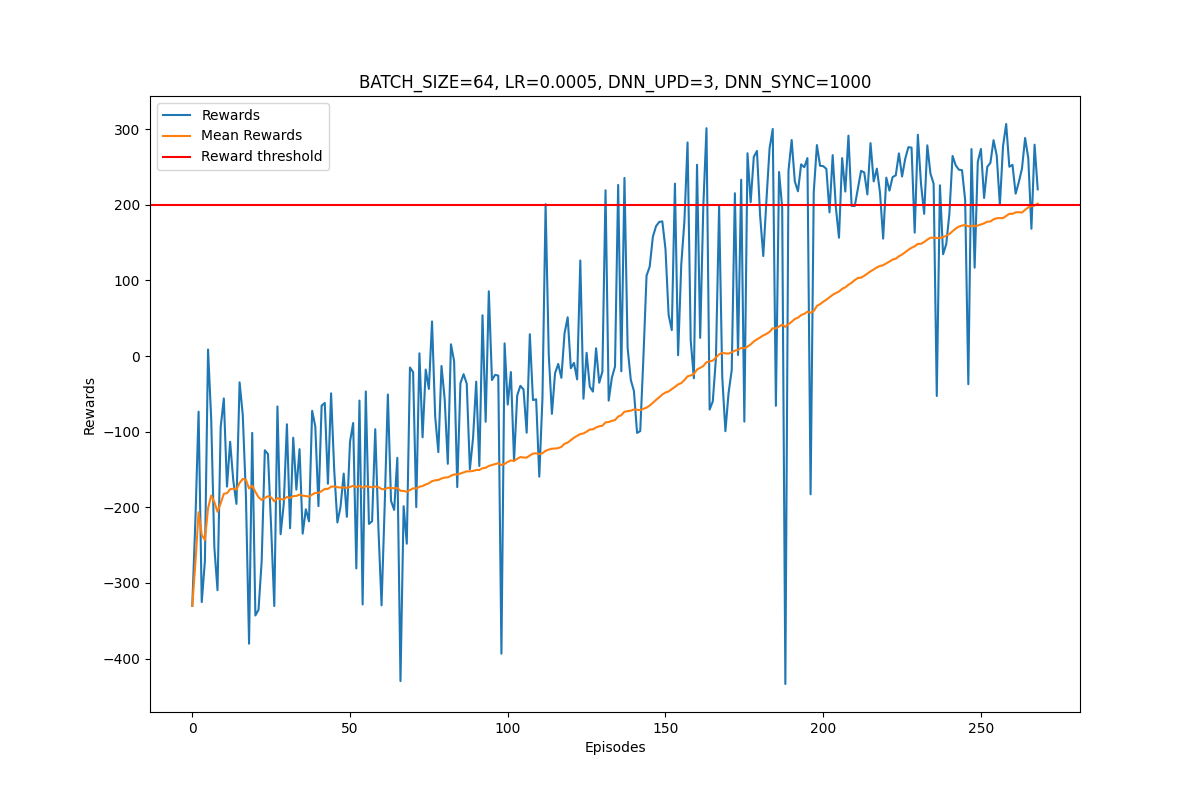 BATCH_SIZE=64, LR=0.0005, DNN_UPD=3, DNN_SYNC=1000
Rewards
Mean Rewards
Reward threshold
300
200
100
0
−100
−200
−300
−400
Rewards
0
50
100
150
200
250
Episodes